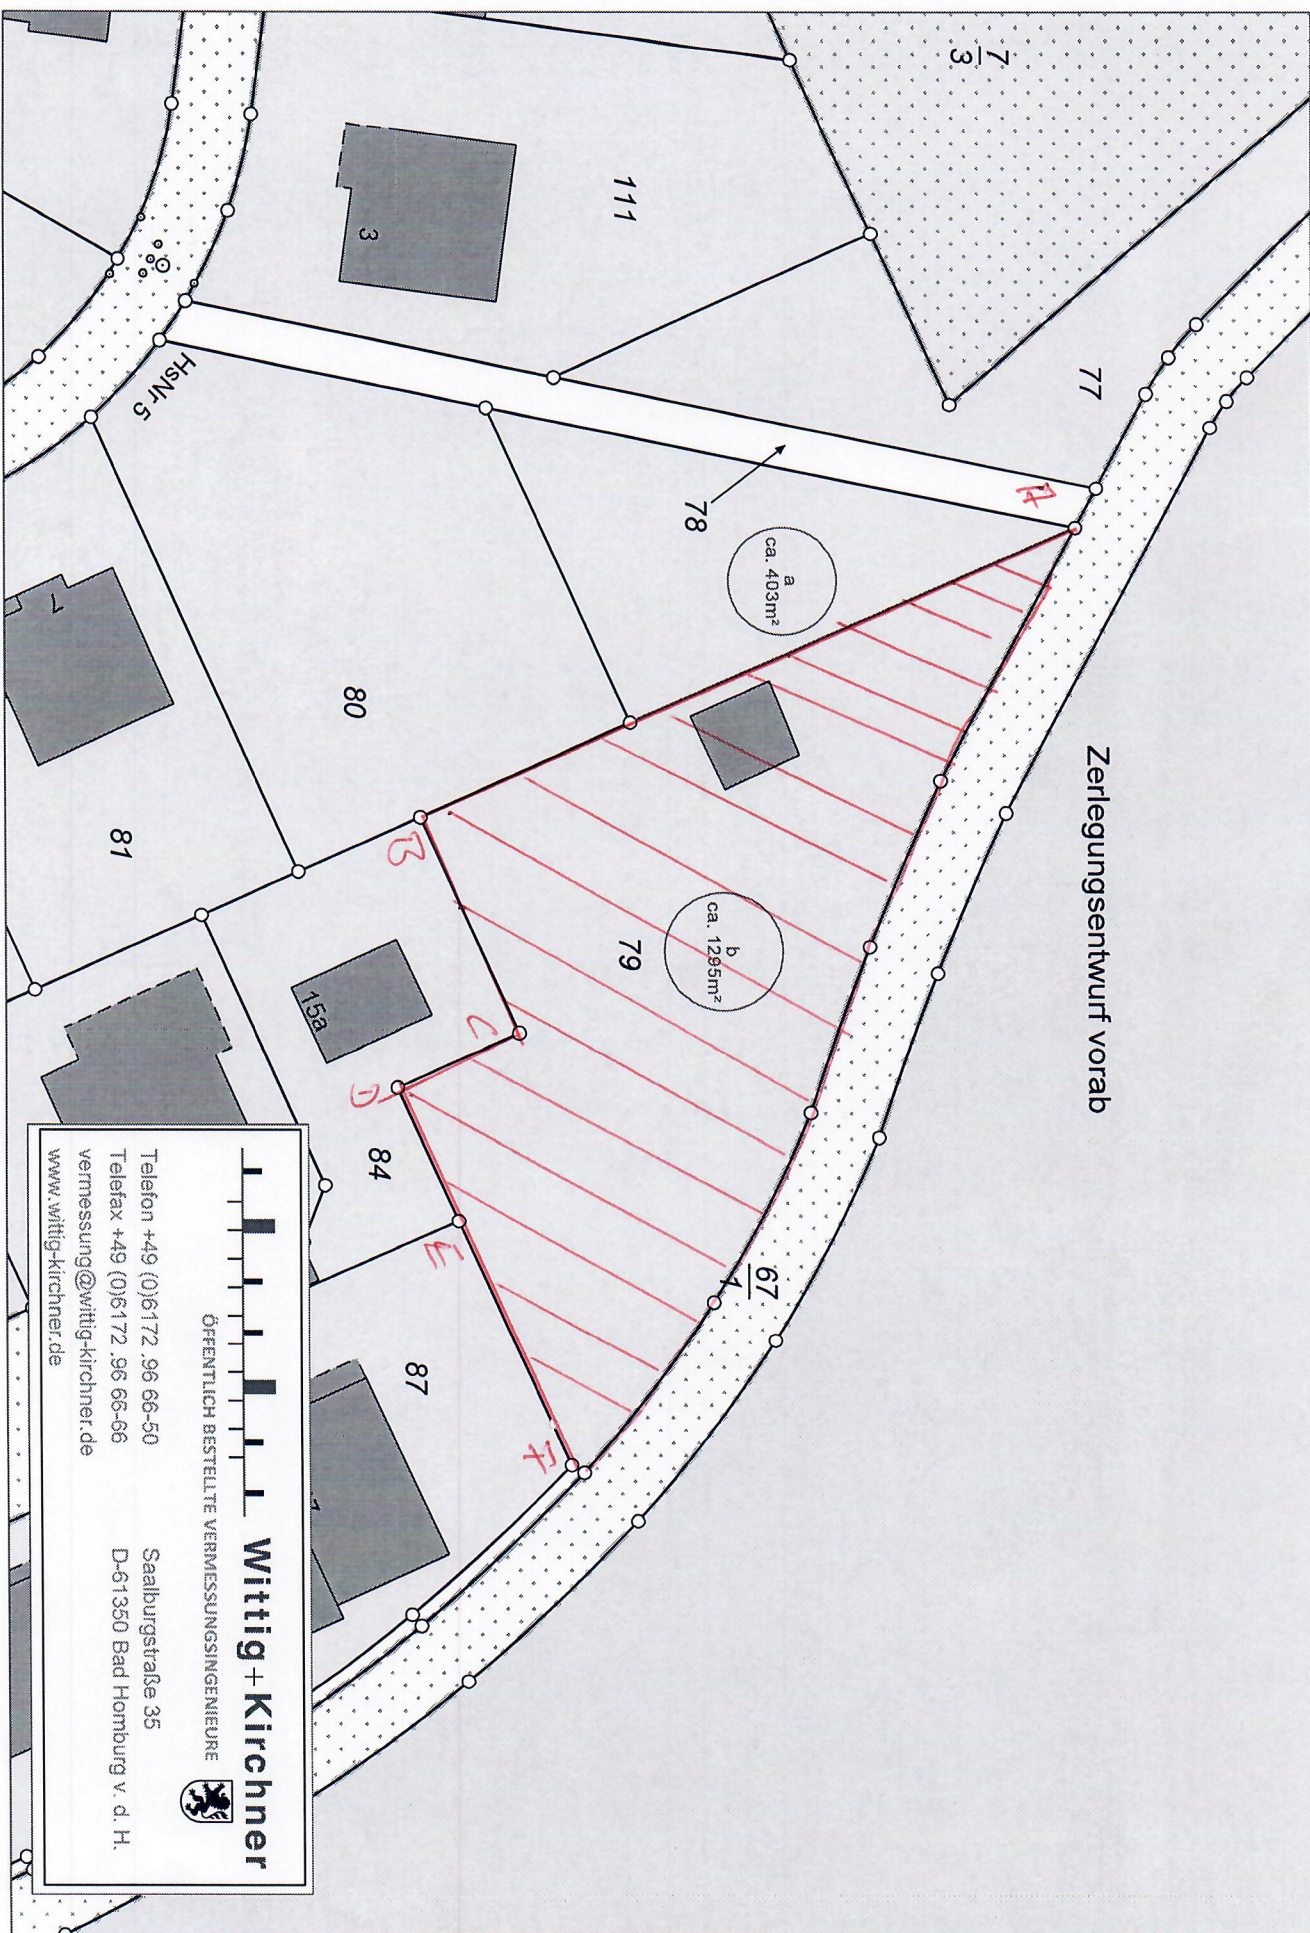 Zerlegungsentwurf vorab
7
3
77
111
3
HsNr 5
78
A
a
ca. 403m²
80
7
81
B
79
b
ca. 1295m²
15a
C
D
84
E
67
1
87
F
7
Wittig+Kirchner
ÖFFENTLICH BESTELLTE VERMESSUNGSINGENIEURE
Telefon +49 (0)6172 .96 66-50
Saalburgstraße 35
Telefax +49 (0)6172 .96 66-66
D-61350 Bad Homburg v. d. H.
vermessung@wittig-kirchner.de
www.wittig-kirchner.de